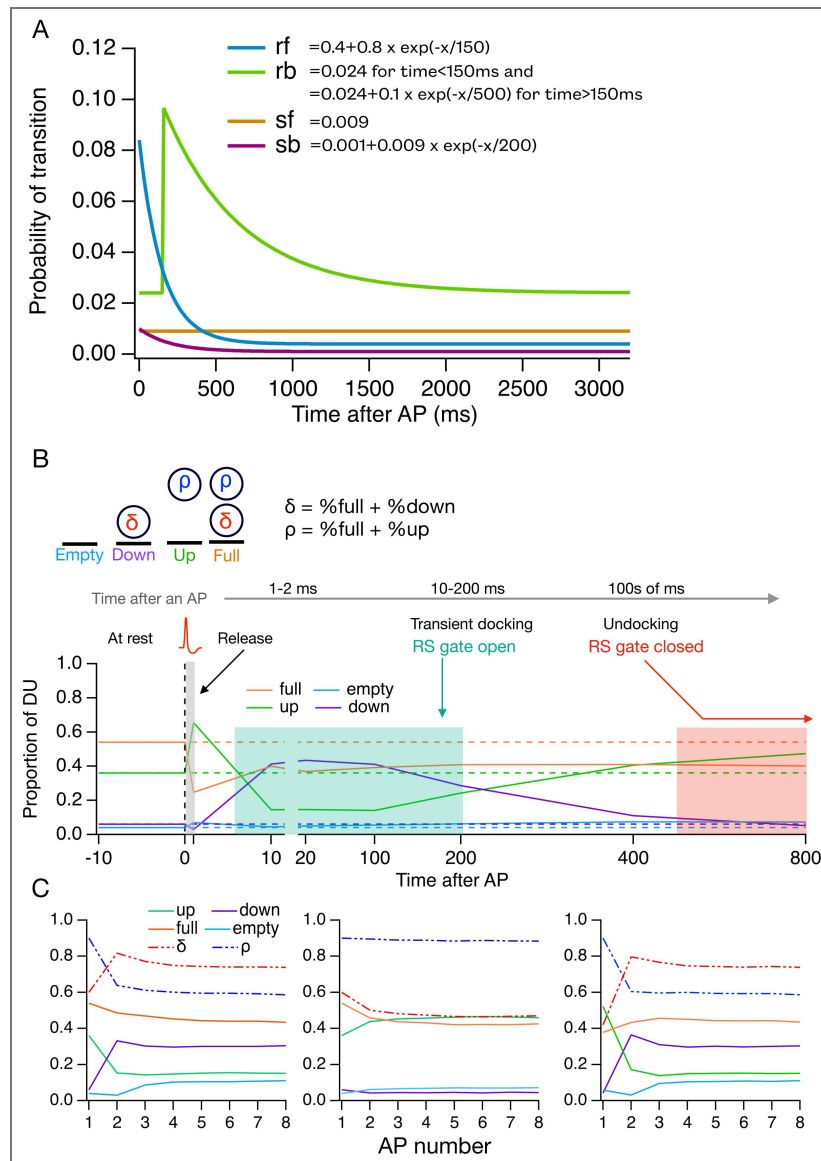 A
0.12
0.10
0.08
0.06
0.04
0.02
0.00
Probability of transition
rf =0.4+0.8 x exp(-x/150)
rb =0.024 for time<150ms and
=0.024+0.1 x exp(-x/500) for time>150ms
sf =0.009
sb =0.001+0.009 x exp(-x/200)
0 500 1000 1500 2000 2500 3000
Time after AP (ms)
B
ρ ρ
δ δ
Empty Down Up Full
δ = %full + %down
ρ = %full + %up
Time after an AP 1-2 ms 10-200 ms 100s of ms
At rest Release Transient docking Undocking
RS gate open RS gate closed
1.0
0.8
0.6
0.4
0.2
0.0
Proportion of DU
full empty
up down
-10 0 10 20 100 200 400 800
Time after AP
C
up down
full empty
δ ρ
1.0 1.0 1.0
0.8 0.8 0.8
0.6 0.6 0.6
0.4 0.4 0.4
0.2 0.2 0.2
0.0 0.0 0.0
1 2 3 4 5 6 7 8 1 2 3 4 5 6 7 8 1 2 3 4 5 6 7 8
AP number